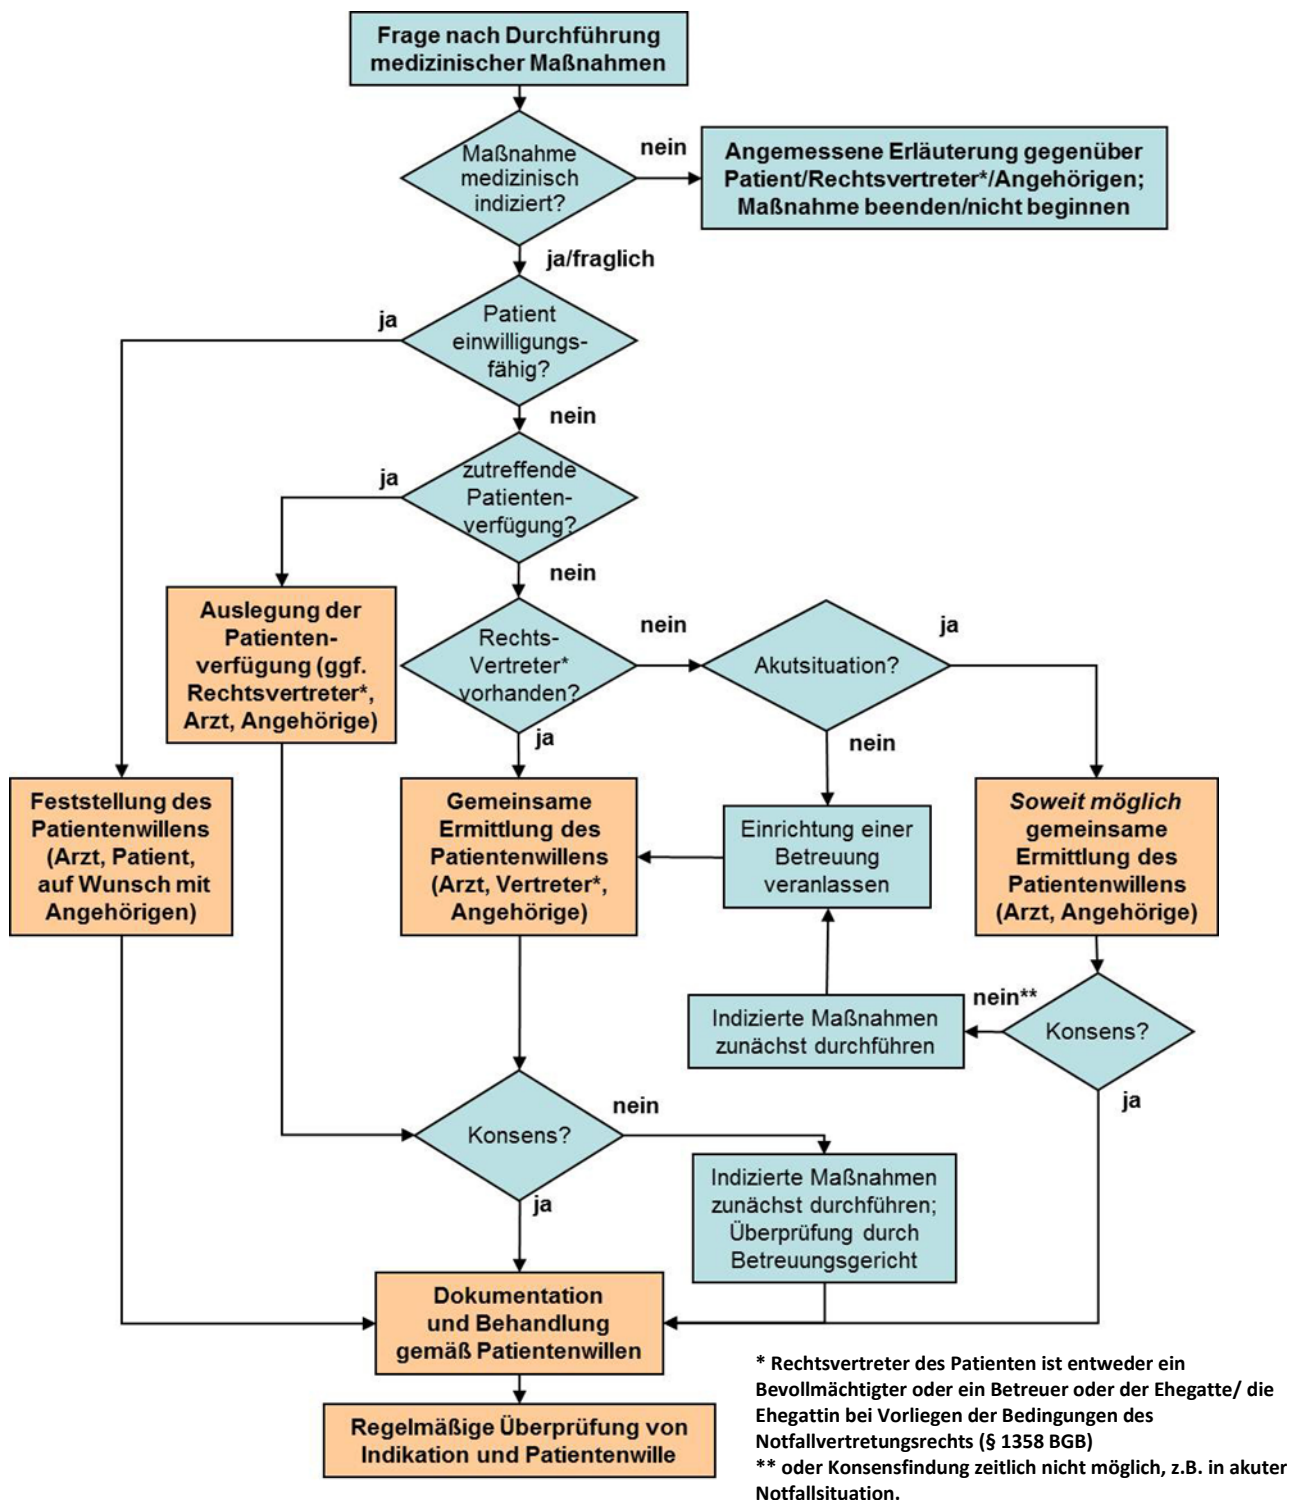 Frage nach Durchführung
medizinischer Maßnahmen
Maßnahme
medizinisch
indiziert?
nein
Angemessene Erläuterung gegenüber
Patient/Rechtsvertreter*/Angehörigen;
Maßnahme beenden/nicht beginnen
ja/fraglich
Patient
einwilligungs-
fähig?
ja
nein
zutreffende
Patienten-
verfügung?
ja
nein
Auslegung der
Patienten-
verfügung (ggf.
Rechtsvertreter*,
Arzt, Angehörige)
Rechts-
Vertreter*
vorhanden?
nein
Akutsituation?
ja
ja
nein
Feststellung des
Patientenwillens
(Arzt, Patient,
auf Wunsch mit
Angehörigen)
Gemeinsame
Ermittlung des
Patientenwillens
(Arzt, Vertreter*,
Angehörige)
Einrichtung einer
Betreuung
veranlassen
Soweit möglich
gemeinsame
Ermittlung des
Patientenwillens
(Arzt, Angehörige)
Indizierte Maßnahmen
zunächst durchführen
nein**
Konsens?
ja
Konsens?
nein
ja
Indizierte Maßnahmen
zunächst durchführen;
Überprüfung durch
Betreuungsgericht
Dokumentation
und Behandlung
gemäß Patientenwillen
Regelmäßige Überprüfung von
Indikation und Patientenwille
* Rechtsvertreter des Patienten ist entweder ein
Bevollmächtigter oder ein Betreuer oder der Ehegatte/ die
Ehegattin bei Vorliegen der Bedingungen des
Notfallvertretungsrechts (§ 1358 BGB)
** oder Konsensfindung zeitlich nicht möglich, z.B. in akuter
Notfallsituation.